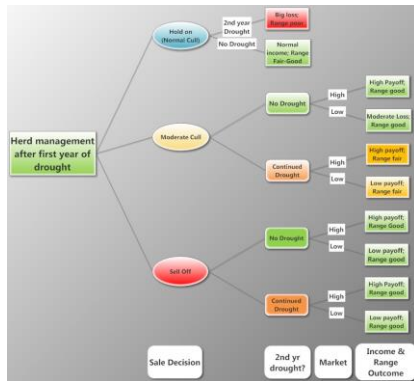 Herd management
after first year of
drought
Hold on
(Normal Cull)
2nd year
Drought
No Drought
Big loss;
Range poor
Normal
income; Range
Fair-Good
Moderate Cull
No Drought
High
Low
High Payoff;
Range good
Moderate Loss;
Range good
Continued
Drought
High
Low
High payoff;
Range fair
Low payoff;
Range fair
Sell Off
No Drought
High
Low
High payoff;
Range Good
Low payoff;
Range good
Continued
Drought
High
Low
High Payoff;
Range good
Low payoff;
Range good
Sale Decision
2nd yr
drought?
Market
Income &
Range
Outcome